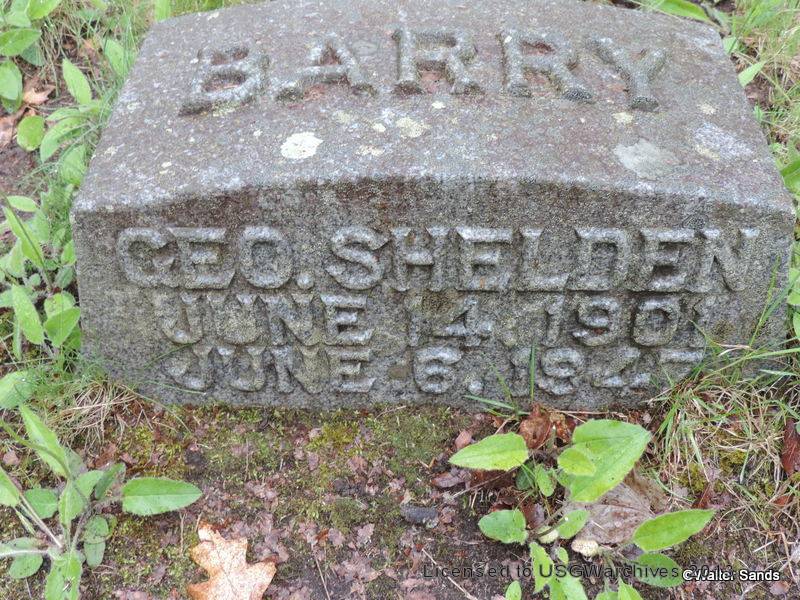 BARRY
GEO. SHELDEN
JUNE 14. 1901
JUNE 6. 1947
Licensed to USGWarchives
©Walter Sands